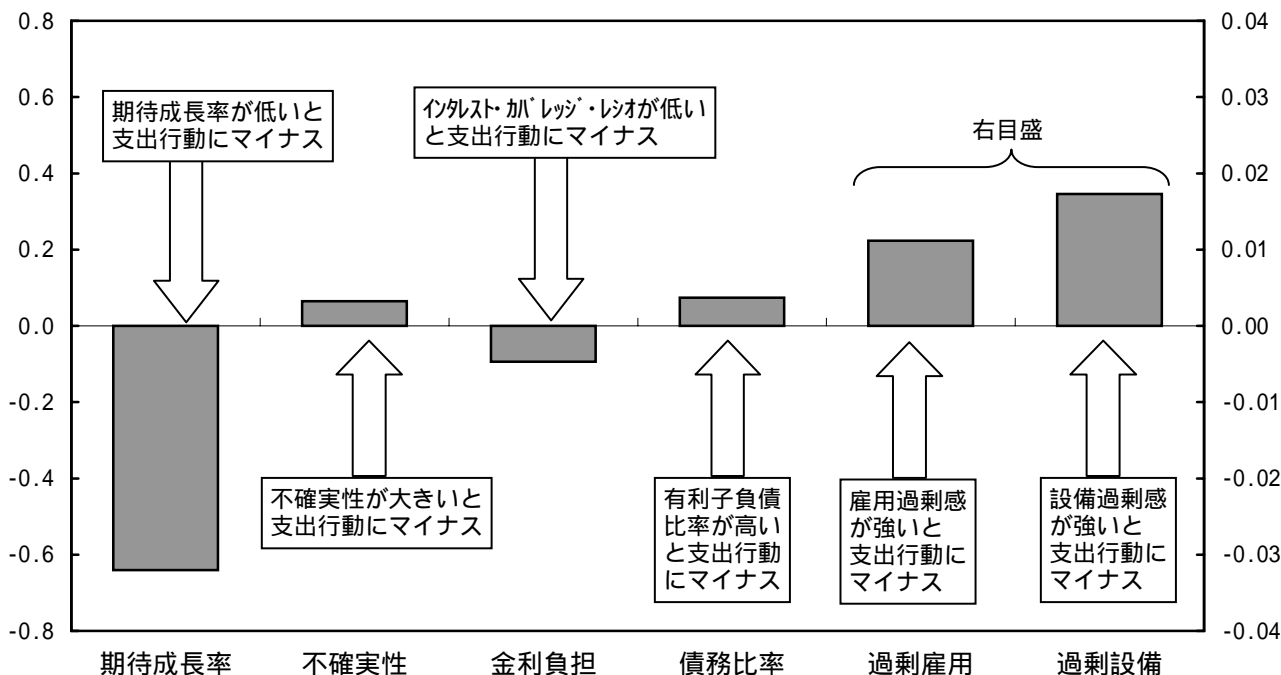 0.8
0.6
0.4
0.2
0.0
-0.2
-0.4
-0.6
-0.8
0.04
0.03
0.02
0.01
0.00
-0.01
-0.02
-0.03
-0.04
期待成長率が低いと
支出行動にマイナス
ｲﾝﾀﾚｽﾄ･ｶﾊﾞﾚｯｼﾞ･ﾚｼｵが低い
と支出行動にマイナス
右目盛
不確実性が大きいと
支出行動にマイナス
有利子負債
比率が高い
と支出行動
にマイナス
雇用過剰感
が強いと
支出行動に
マイナス
設備過剰感
が強いと
支出行動に
マイナス
期待成長率
不確実性
金利負担
債務比率
過剰雇用
過剰設備